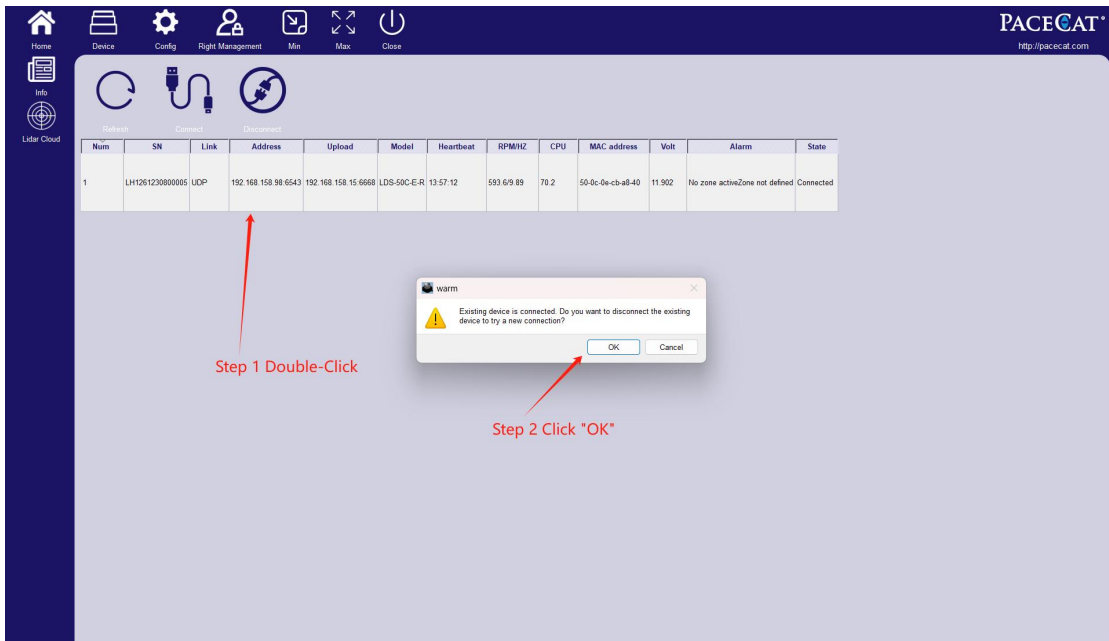 PACECAT
Home
Device
Config
Right Management
Min
Max
Close
http://pacecat.com
Info
Lidar Cloud
Refresh
Connect
Disconnect
Num SN Link Address Upload Model Heartbeat RPM/HZ CPU MAC address Volt Alarm State
1 LH1261230800005 UDP 192.168.158.98:6543 192.168.158.15:6668 LDS-50C-E-R 13:57:12 593.6/9.89 70.2 50-0c-0e-cb-a8-40 11.902 No zone activeZone not defined Connected
warm
Existing device is connected. Do you want to disconnect the existing
device to try a new connection?
OK
Cancel
Step 1 Double-Click
Step 2 Click "OK"